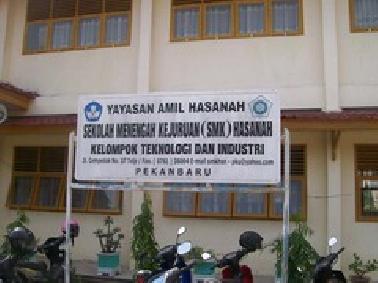 YAYASAN AMIL HASANAH
SEKOLAH MENENGAH KEJURUAN ( SMK ) HASANAH
KELOMPOK TEKNOLOGI DAN INDUSTRI
PEKANBARU